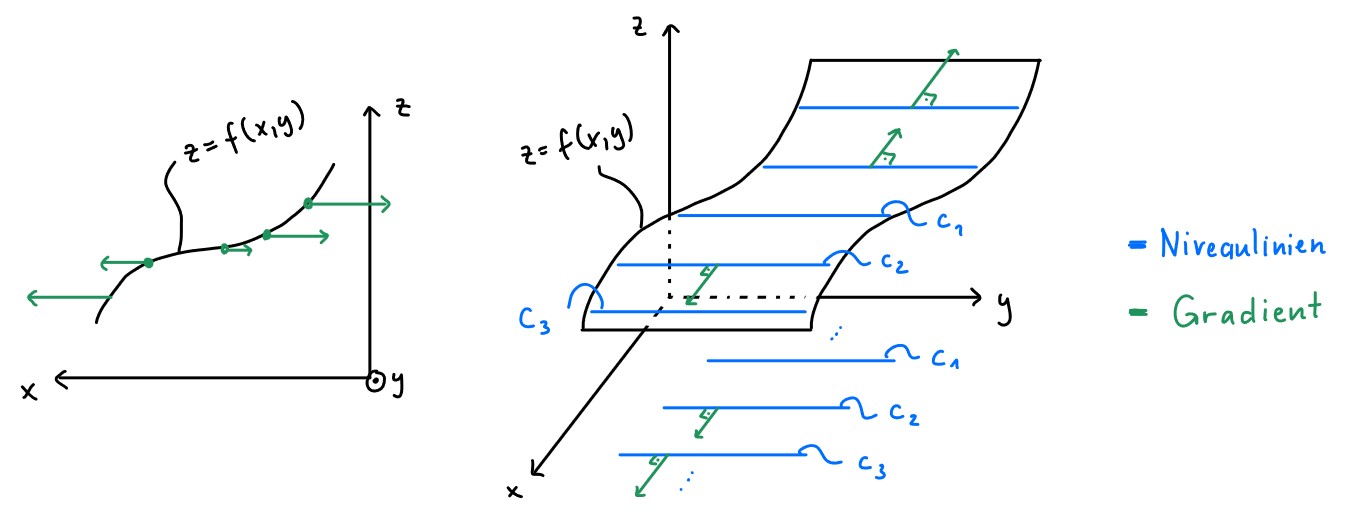 z
z=f(x,y)
x
y
z
z=f(x,y)
c₁
c₂
c₃
y
c₁
c₂
c₃
x
= Niveaulinien
= Gradient